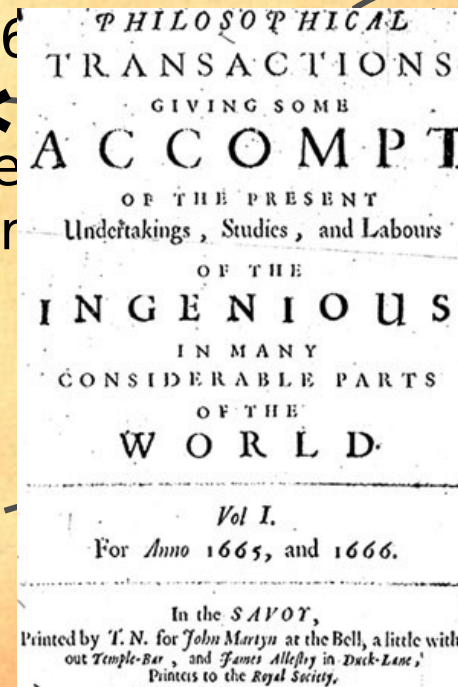 PHILOSOPHICAL
TRANSACTIONS
GIVING SOME
ACCOMPT
OF THE PRESENT
Undertakings, Studies, and Labours
OF THE
INGENIOUS
IN MANY
CONSIDERABLE PARTS
OF THE
WORLD.
Vol I.
For Anno 1665, and 1666.
In the SAVOY,
Printed by T. N. for John Martyn at the Bell, a little with-
out Temple-Bar, and James Allestry in Duck-Lane,
Printers to the Royal Society.